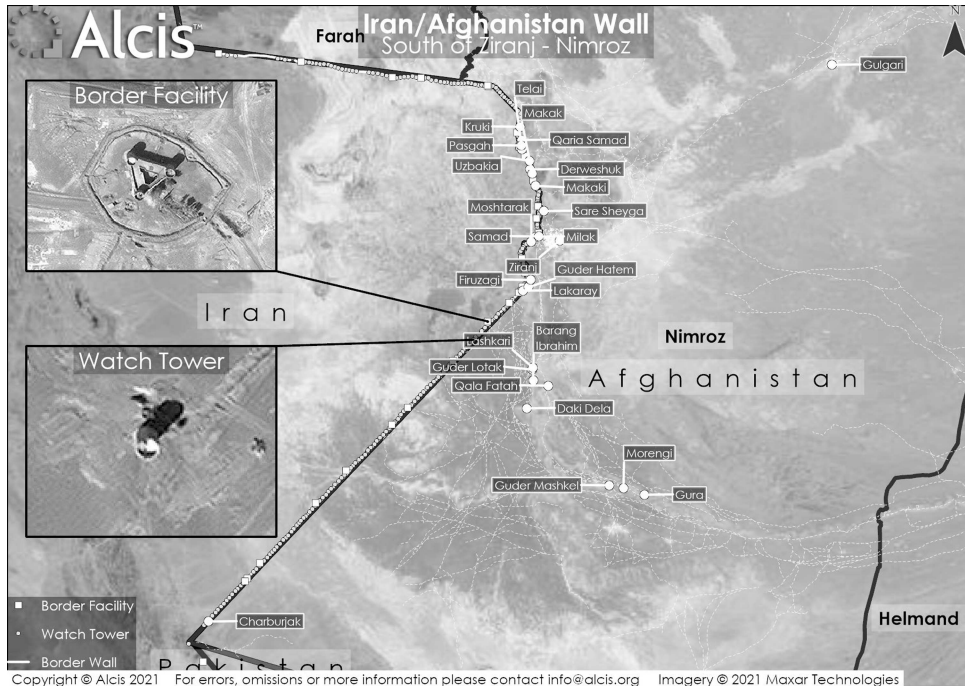 Alcis™
Iran/Afghanistan Wall
South of Ziranj - Nimroz
N
Farah
Gulgari
Border Facility
Telai
Makak
Kruki
Qaria Samad
Pasgah
Uzbakia
Derweshuk
Makaki
Moshtarak
Sare Sheyga
Samad
Milak
Ziranj
Guder Hatem
Firuzagi
Lakaray
Iran
Barang
Ibrahim
Nimroz
Lashkari
Watch Tower
Guder Lotak
Afghanistan
Qala Fatah
Daki Dela
Morengi
Guder Mashkel
Gura
Border Facility
Charburjak
Helmand
Watch Tower
Border Wall
Pakistan
Copyright © Alcis 2021 For errors, omissions or more information please contact info@alcis.org Imagery © 2021 Maxar Technologies